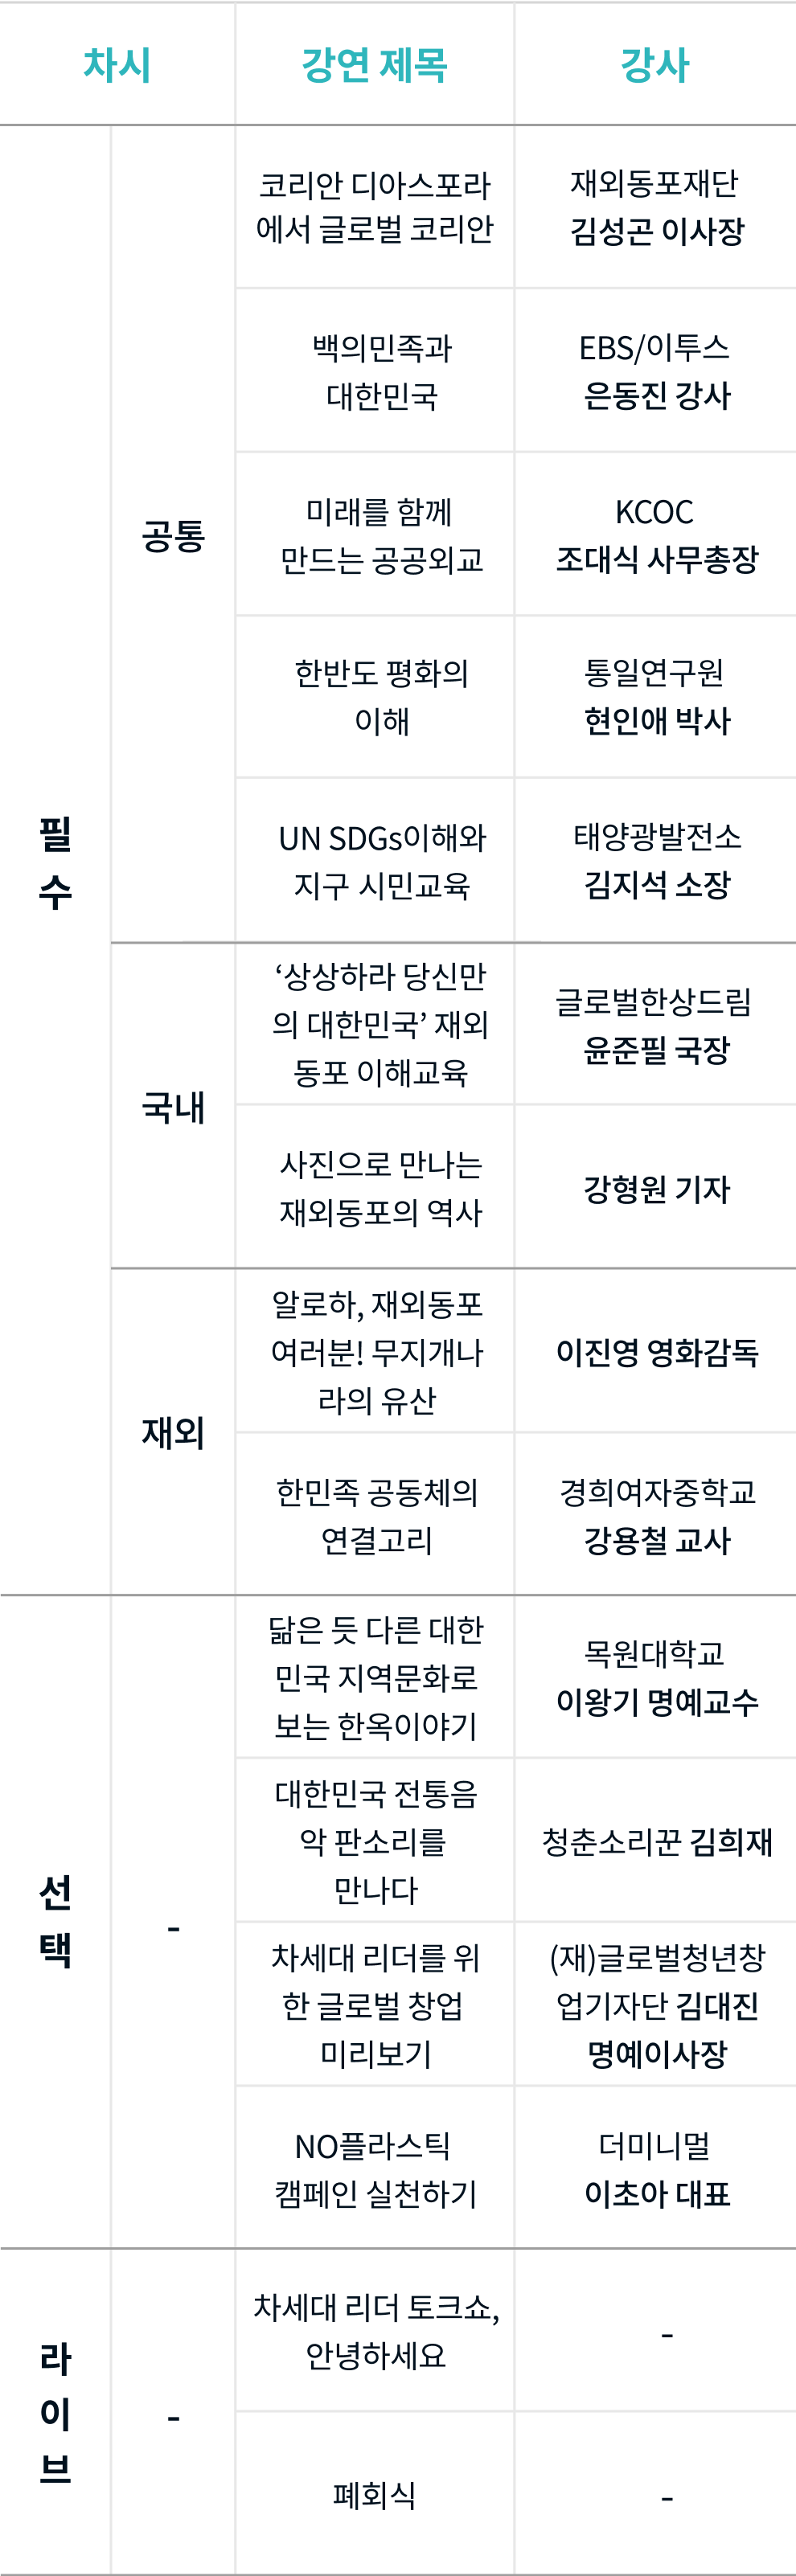 차시
강연 제목
강사
필
수
공통
코리안 디아스포라
에서 글로벌 코리안
재외동포재단
김성곤 이사장
백의민족과
대한민국
EBS/이투스
은동진 강사
미래를 함께
만드는 공공외교
KCOC
조대식 사무총장
한반도 평화의
이해
통일연구원
현인애 박사
UN SDGs이해와
지구 시민교육
태양광발전소
김지석 소장
국내
‘상상하라 당신만
의 대한민국’ 재외
동포 이해교육
글로벌한상드림
윤준필 국장
사진으로 만나는
재외동포의 역사
강형원 기자
재외
알로하, 재외동포
여러분! 무지개나
라의 유산
이진영 영화감독
한민족 공동체의
연결고리
경희여자중학교
강용철 교사
선
택
-
닮은 듯 다른 대한
민국 지역문화로
보는 한옥이야기
목원대학교
이왕기 명예교수
대한민국 전통음
악 판소리를
만나다
청춘소리꾼 김희재
차세대 리더를 위
한 글로벌 창업
미리보기
(재)글로벌청년창
업기자단 김대진
명예이사장
NO플라스틱
캠페인 실천하기
더미니멀
이초아 대표
라
이
브
-
차세대 리더 토크쇼,
안녕하세요
-
폐회식
-